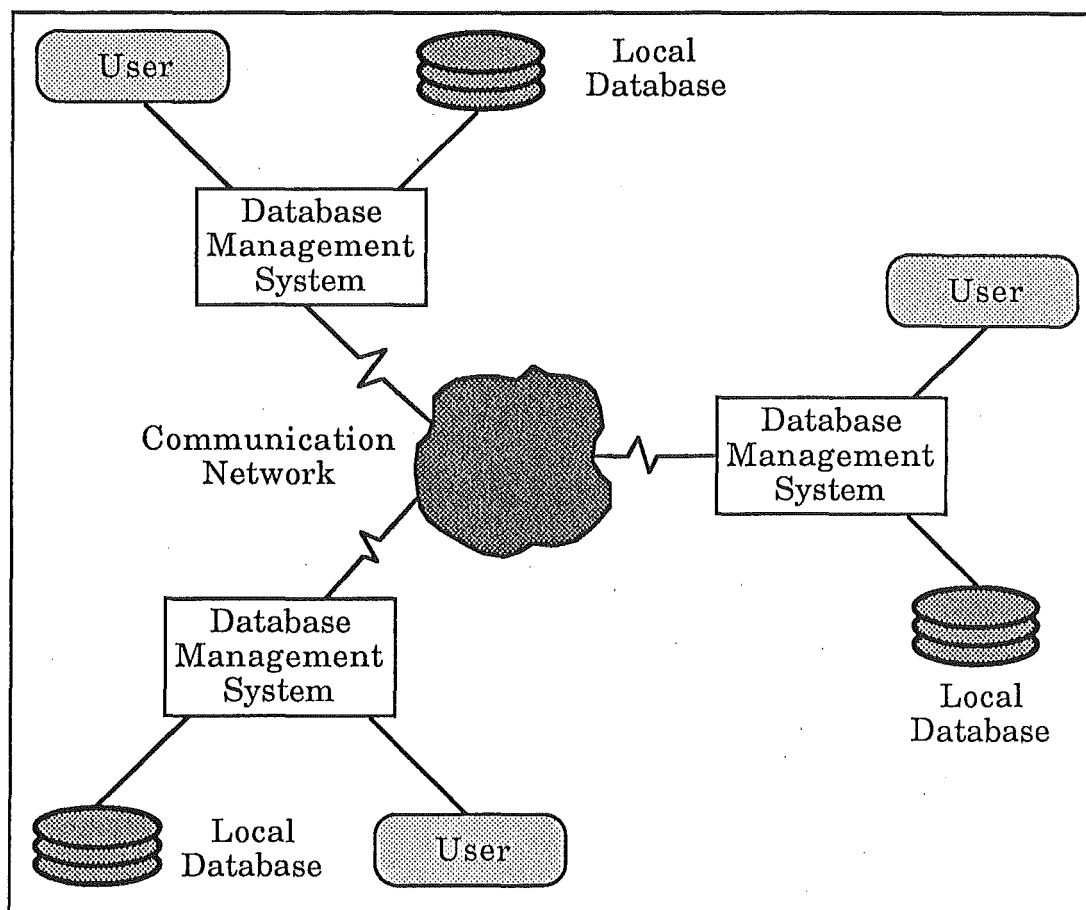 User
Local
Database
Database
Management
System
User
Communication
Network
Database
Management
System
Database
Management
System
Local
Database
Local
Database
User